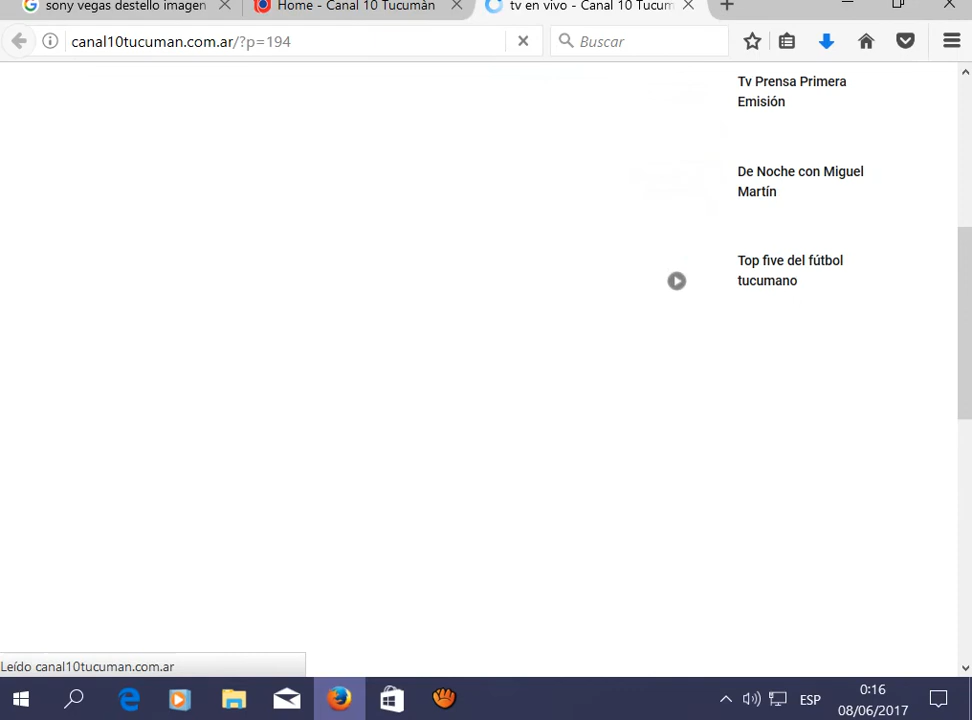 sony vegas destello imagen
Home - Canal 10 Tucumàn
tv en vivo - Canal 10 Tucum
canal10tucuman.com.ar/?p=194
Buscar
Tv Prensa Primera
Emisión
De Noche con Miguel
Martín
Top five del fútbol
tucumano
Leído canal10tucuman.com.ar
ESP
0:16
08/06/2017